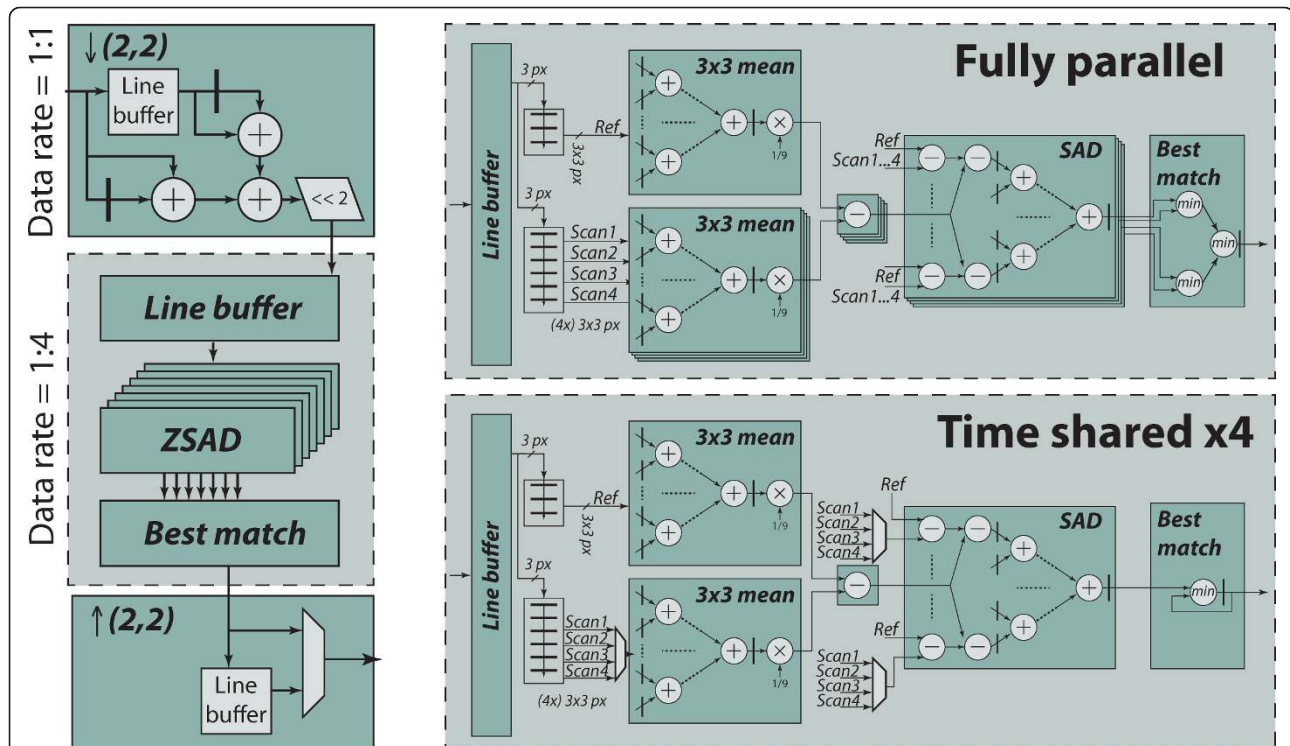 Data rate = 1:1
↓ (2,2)
Line
buffer
+
+
+
<< 2
Data rate = 1:4
Line buffer
ZSAD
Best match
↑ (2,2)
Line
buffer
Fully parallel
Line buffer
3 px
Ref
3x3 px
3x3 mean
+
+
+
×
1/9
3 px
Scan1
Scan2
Scan3
Scan4
(4x) 3x3 px
3x3 mean
+
+
+
×
1/9
−
Ref
Scan1...4
Ref
Scan1...4
SAD
−
−
−
−
+
+
+
Best
match
min
min
min
Time shared x4
Line buffer
3 px
Ref
3x3 px
3x3 mean
+
+
+
×
1/9
3 px
Scan1
Scan2
Scan3
Scan4
(4x) 3x3 px
3x3 mean
+
+
+
×
1/9
Ref
Scan1
Scan2
Scan3
Scan4
−
Ref
Scan1
Scan2
Scan3
Scan4
SAD
−
−
−
−
+
+
+
Best
match
min